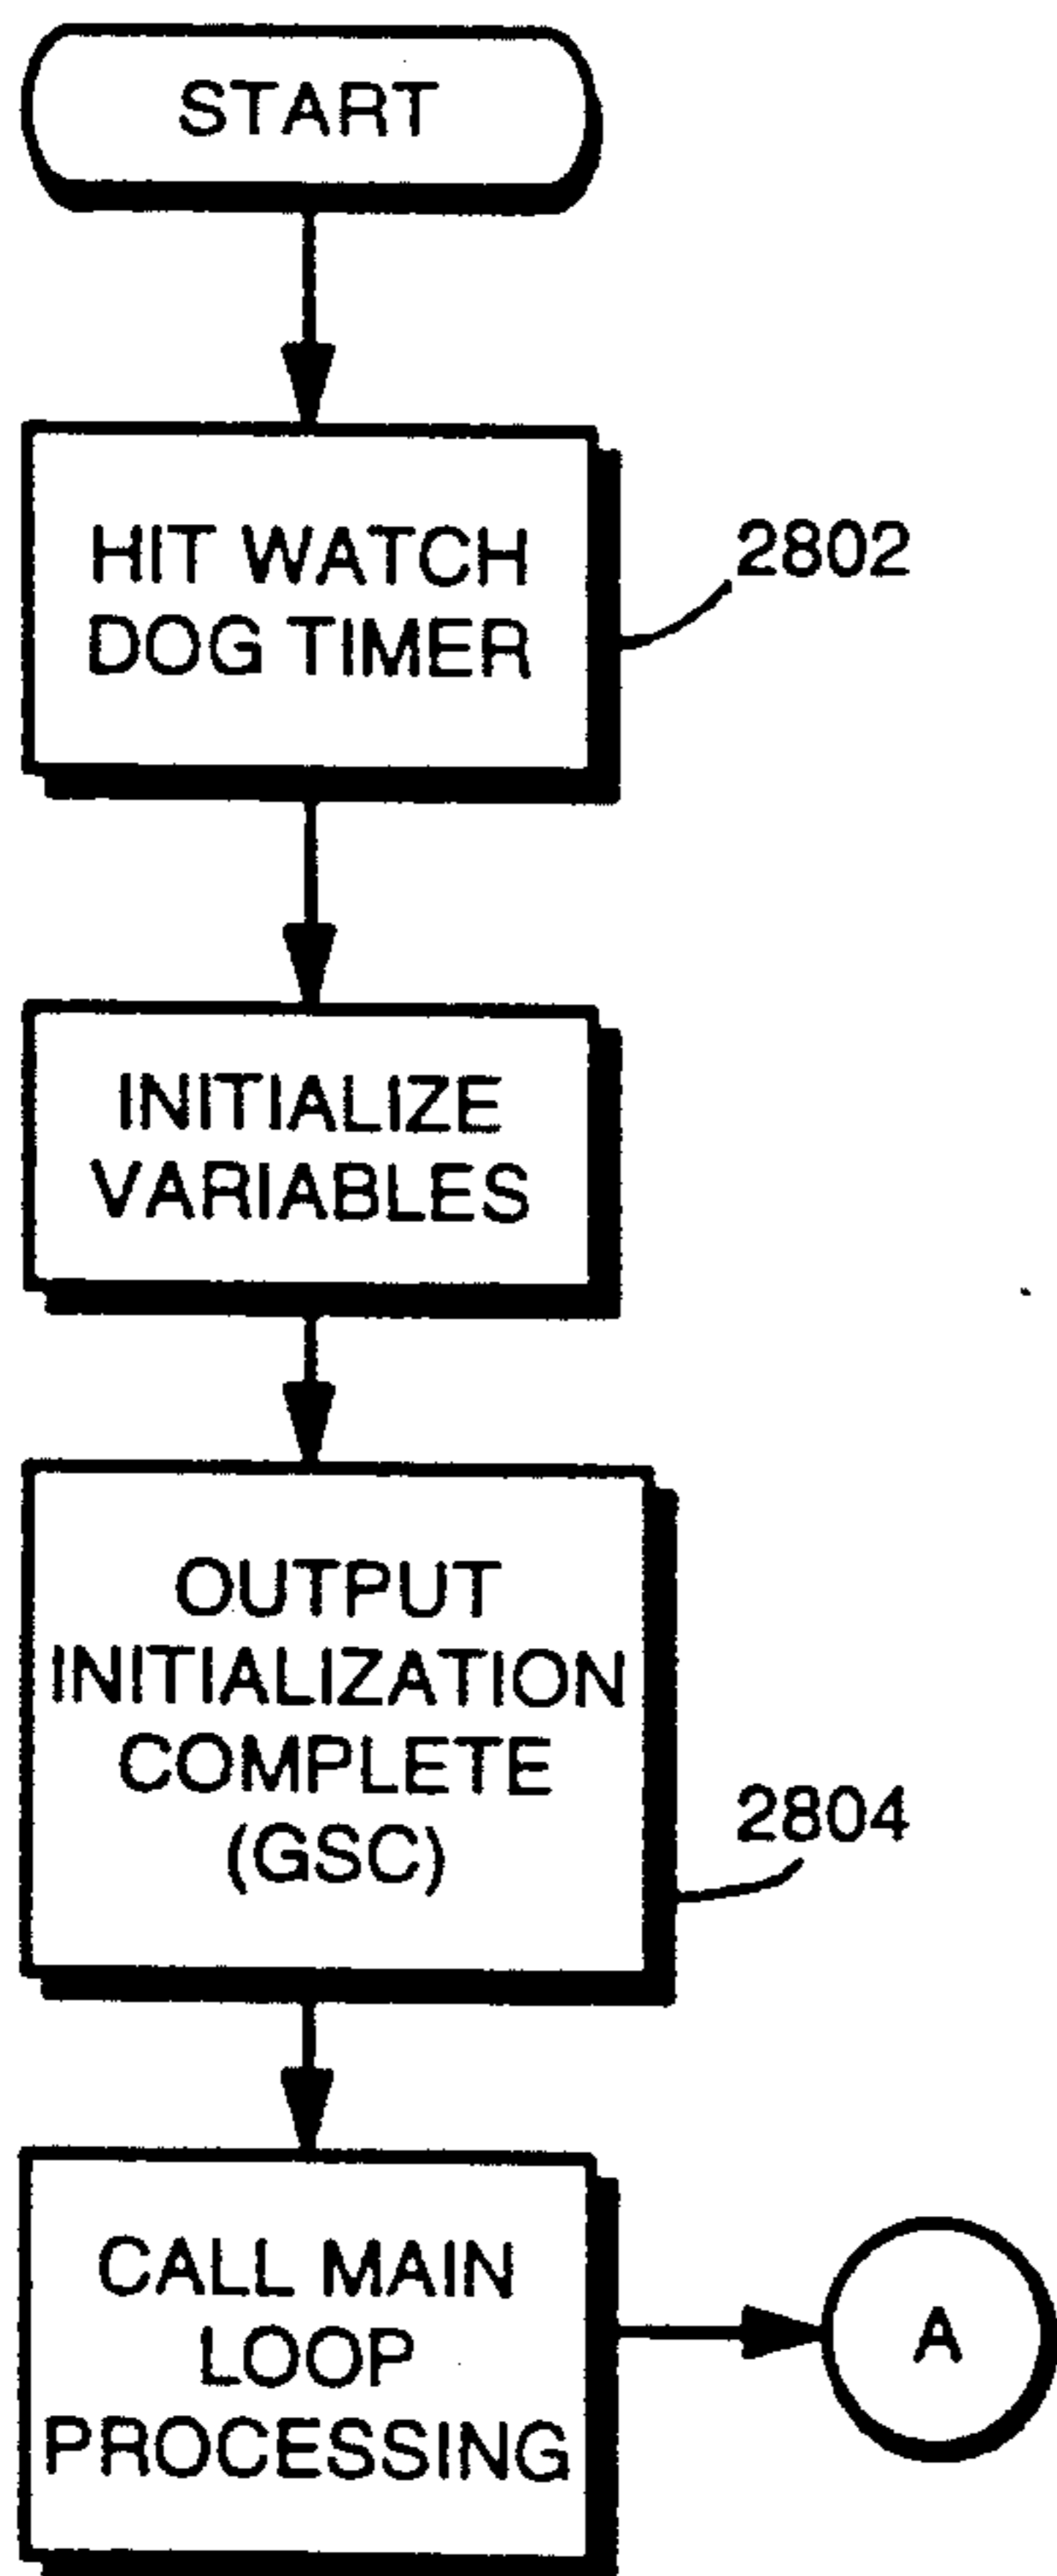 START
HIT WATCH
DOG TIMER
2802
INITIALIZE
VARIABLES
OUTPUT
INITIALIZATION
COMPLETE
(GSC)
2804
CALL MAIN
LOOP
PROCESSING
A